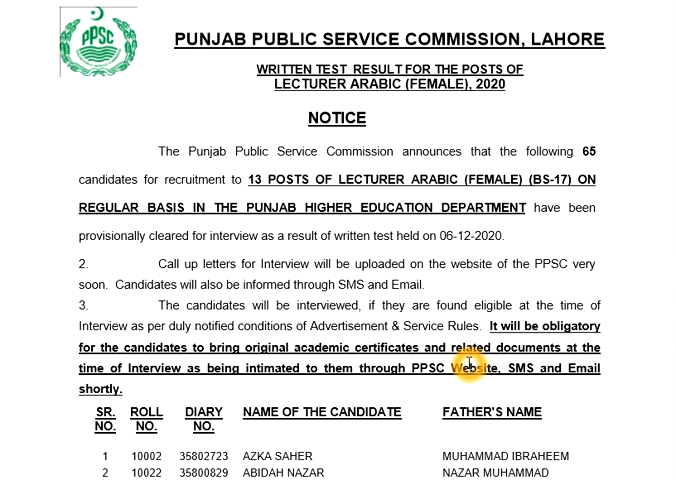 PPSC
PUNJAB PUBLIC SERVICE COMMISSION, LAHORE
WRITTEN TEST RESULT FOR THE POSTS OF
LECTURER ARABIC (FEMALE), 2020
NOTICE
The Punjab Public Service Commission announces that the following 65
candidates for recruitment to 13 POSTS OF LECTURER ARABIC (FEMALE) (BS-17) ON
REGULAR BASIS IN THE PUNJAB HIGHER EDUCATION DEPARTMENT have been
provisionally cleared for interview as a result of written test held on 06-12-2020.
2. Call up letters for Interview will be uploaded on the website of the PPSC very
soon. Candidates will also be informed through SMS and Email.
3. The candidates will be interviewed, if they are found eligible at the time of
Interview as per duly notified conditions of Advertisement & Service Rules. It will be obligatory
for the candidates to bring original academic certificates and related documents at the
time of Interview as being intimated to them through PPSC Website, SMS and Email
shortly.
SR. ROLL DIARY NAME OF THE CANDIDATE FATHER'S NAME
NO. NO. NO.
1 10002 35802723 AZKA SAHER MUHAMMAD IBRAHEEM
2 10022 35800829 ABIDAH NAZAR NAZAR MUHAMMAD